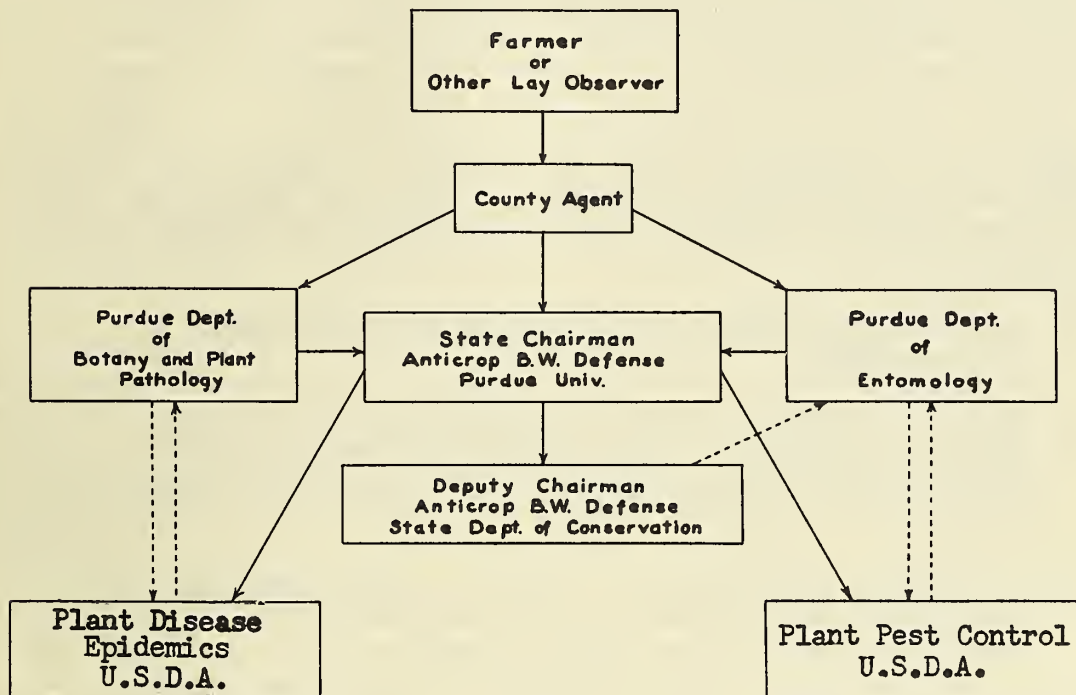 Farmer
or
Other Lay Observer
County Agent
Purdue Dept.
of
Botany and Plant
Pathology
State Chairman
Anticrop B.W. Defense
Purdue Univ.
Purdue Dept.
of
Entomology
Deputy Chairman
Anticrop B.W. Defense
State Dept. of Conservation
Plant Disease
Epidemics
U.S.D.A.
Plant Pest Control
U.S.D.A.